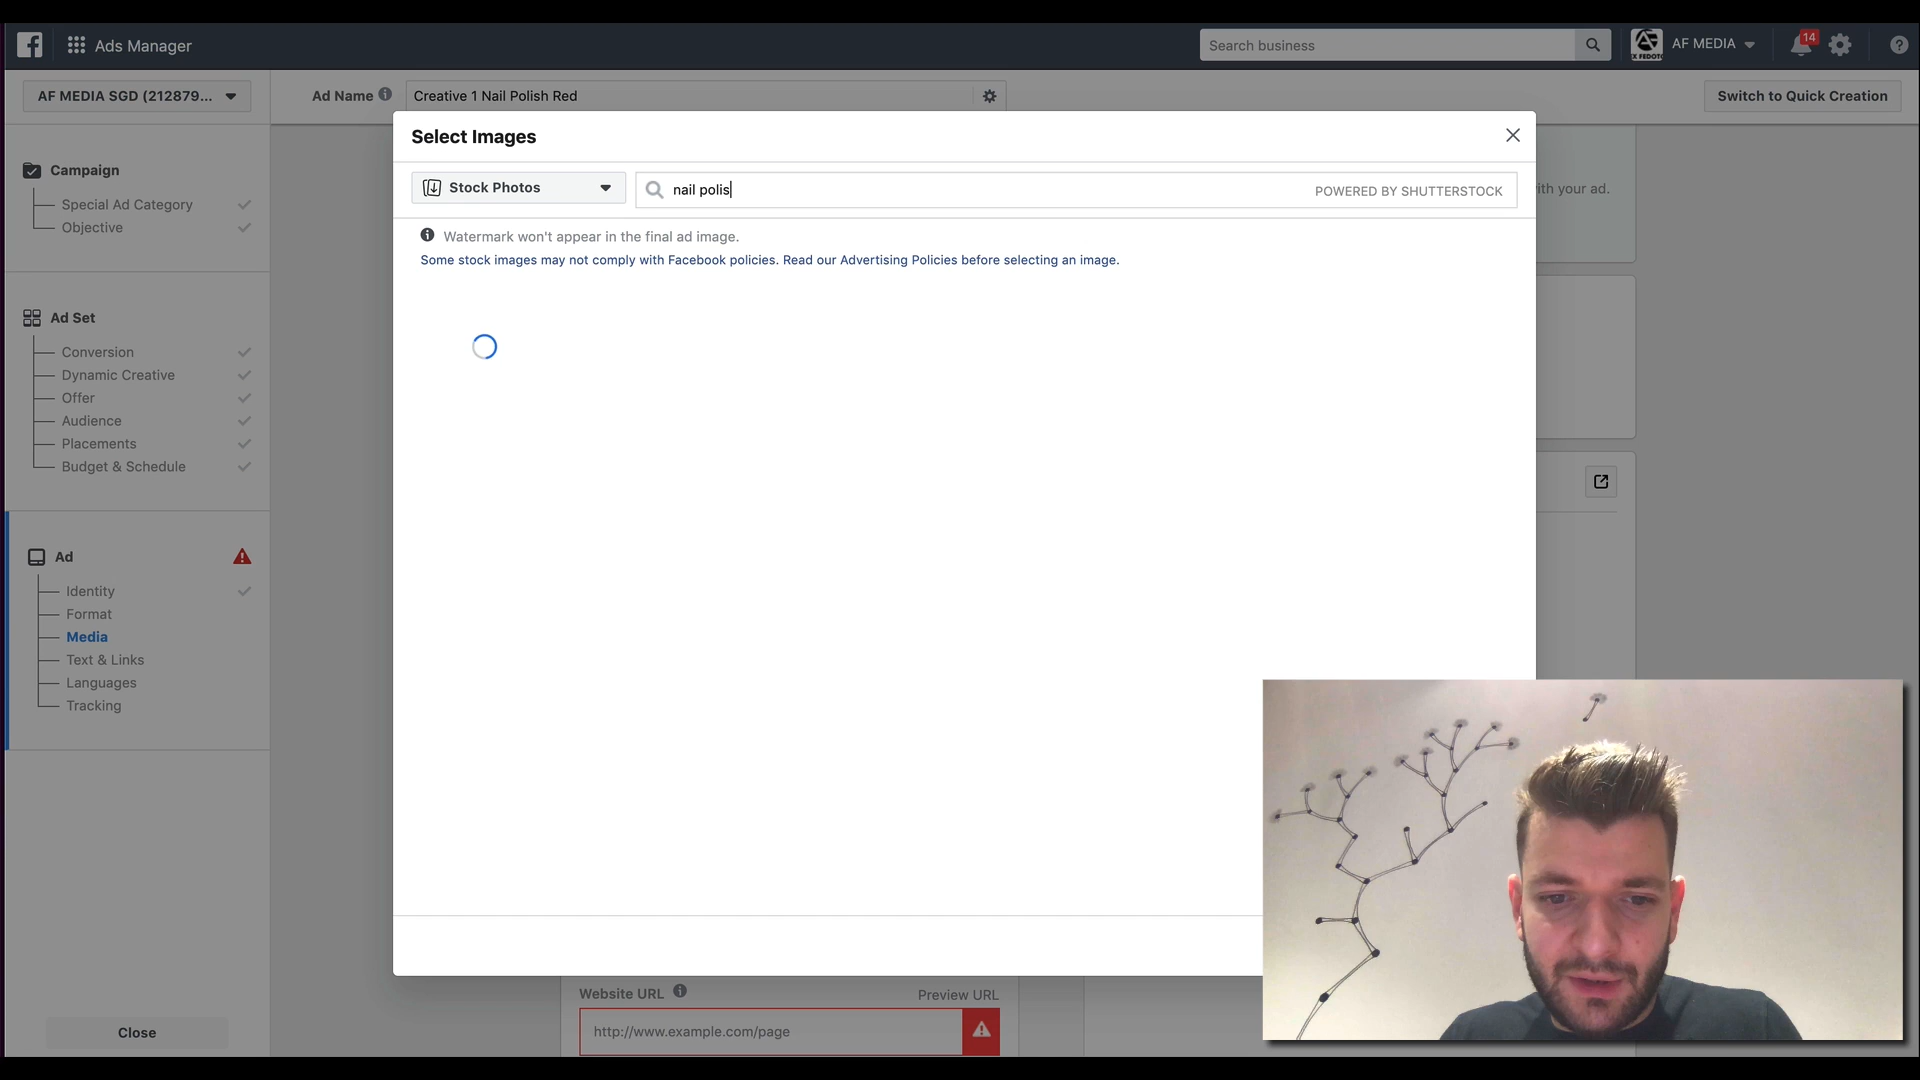 Ads Manager
Search business
AF MEDIA
14
AF MEDIA SGD (212879...
Ad Name
Creative 1 Nail Polish Red
Switch to Quick Creation
Select Images
Campaign
Special Ad Category
Objective
Stock Photos
nail polis
POWERED BY SHUTTERSTOCK
ith your ad.
Watermark won't appear in the final ad image.
Some stock images may not comply with Facebook policies. Read our Advertising Policies before selecting an image.
Ad Set
Conversion
Dynamic Creative
Offer
Audience
Placements
Budget & Schedule
Ad
Identity
Format
Media
Text & Links
Languages
Tracking
Website URL
Preview URL
http://www.example.com/page
Close